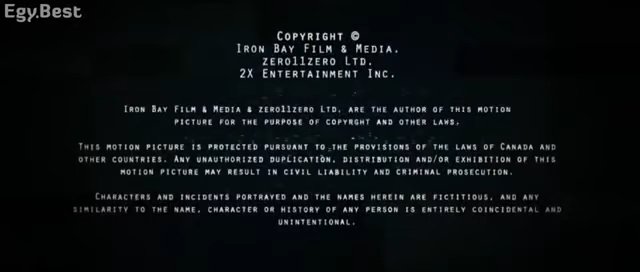 Egy.Best
Copyright ©
Iron Bay Film & Media.
zero11zero Ltd.
2X Entertainment Inc.
Iron Bay Film & Media & zero11zero Ltd. are the author of this motion
picture for the purpose of copyrght and other laws.
This motion picture is protected pursuant to the provisions of the laws of Canada and
other countries. Any unauthorized duplication, distribution and/or exhibition of this
motion picture may result in civil liability and criminal prosecution.
Characters and incidents portrayed and the names herein are fictitious, and any
similarity to the name, character or history of any person is entirely coincidental and
unintentional.